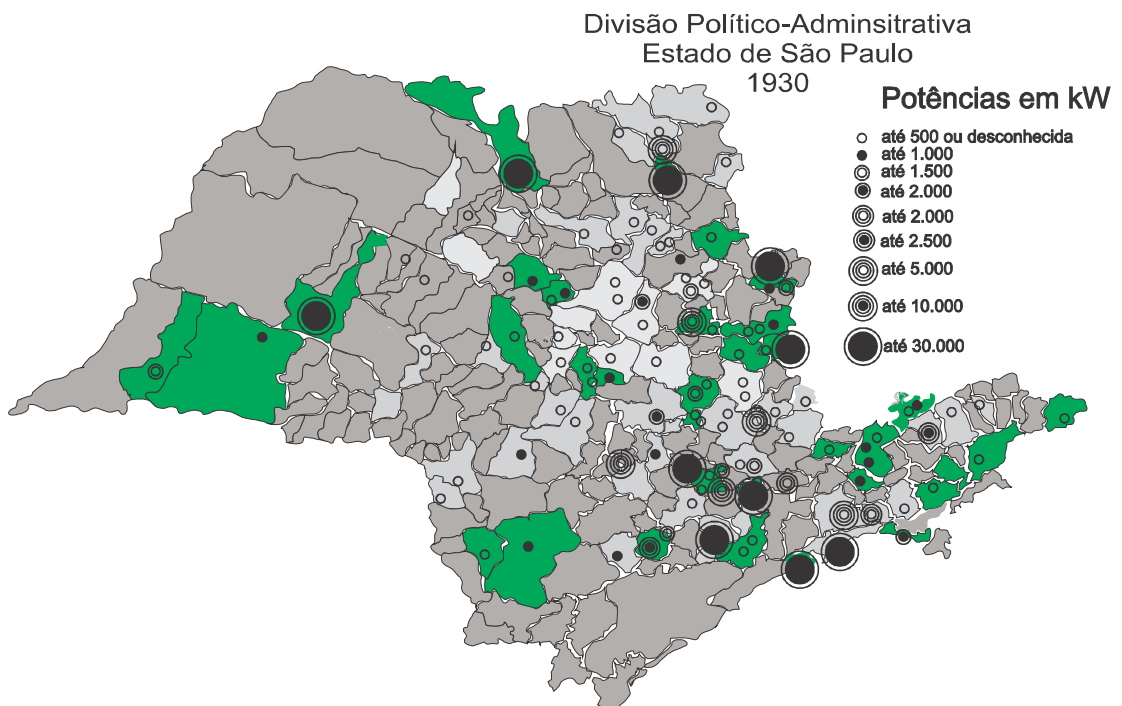 Divisão Político-Adminsitrativa
Estado de São Paulo
1930
Potências em kW
até 500 ou desconhecida
até 1.000
até 1.500
até 2.000
até 2.000
até 2.500
até 5.000
até 10.000
até 30.000